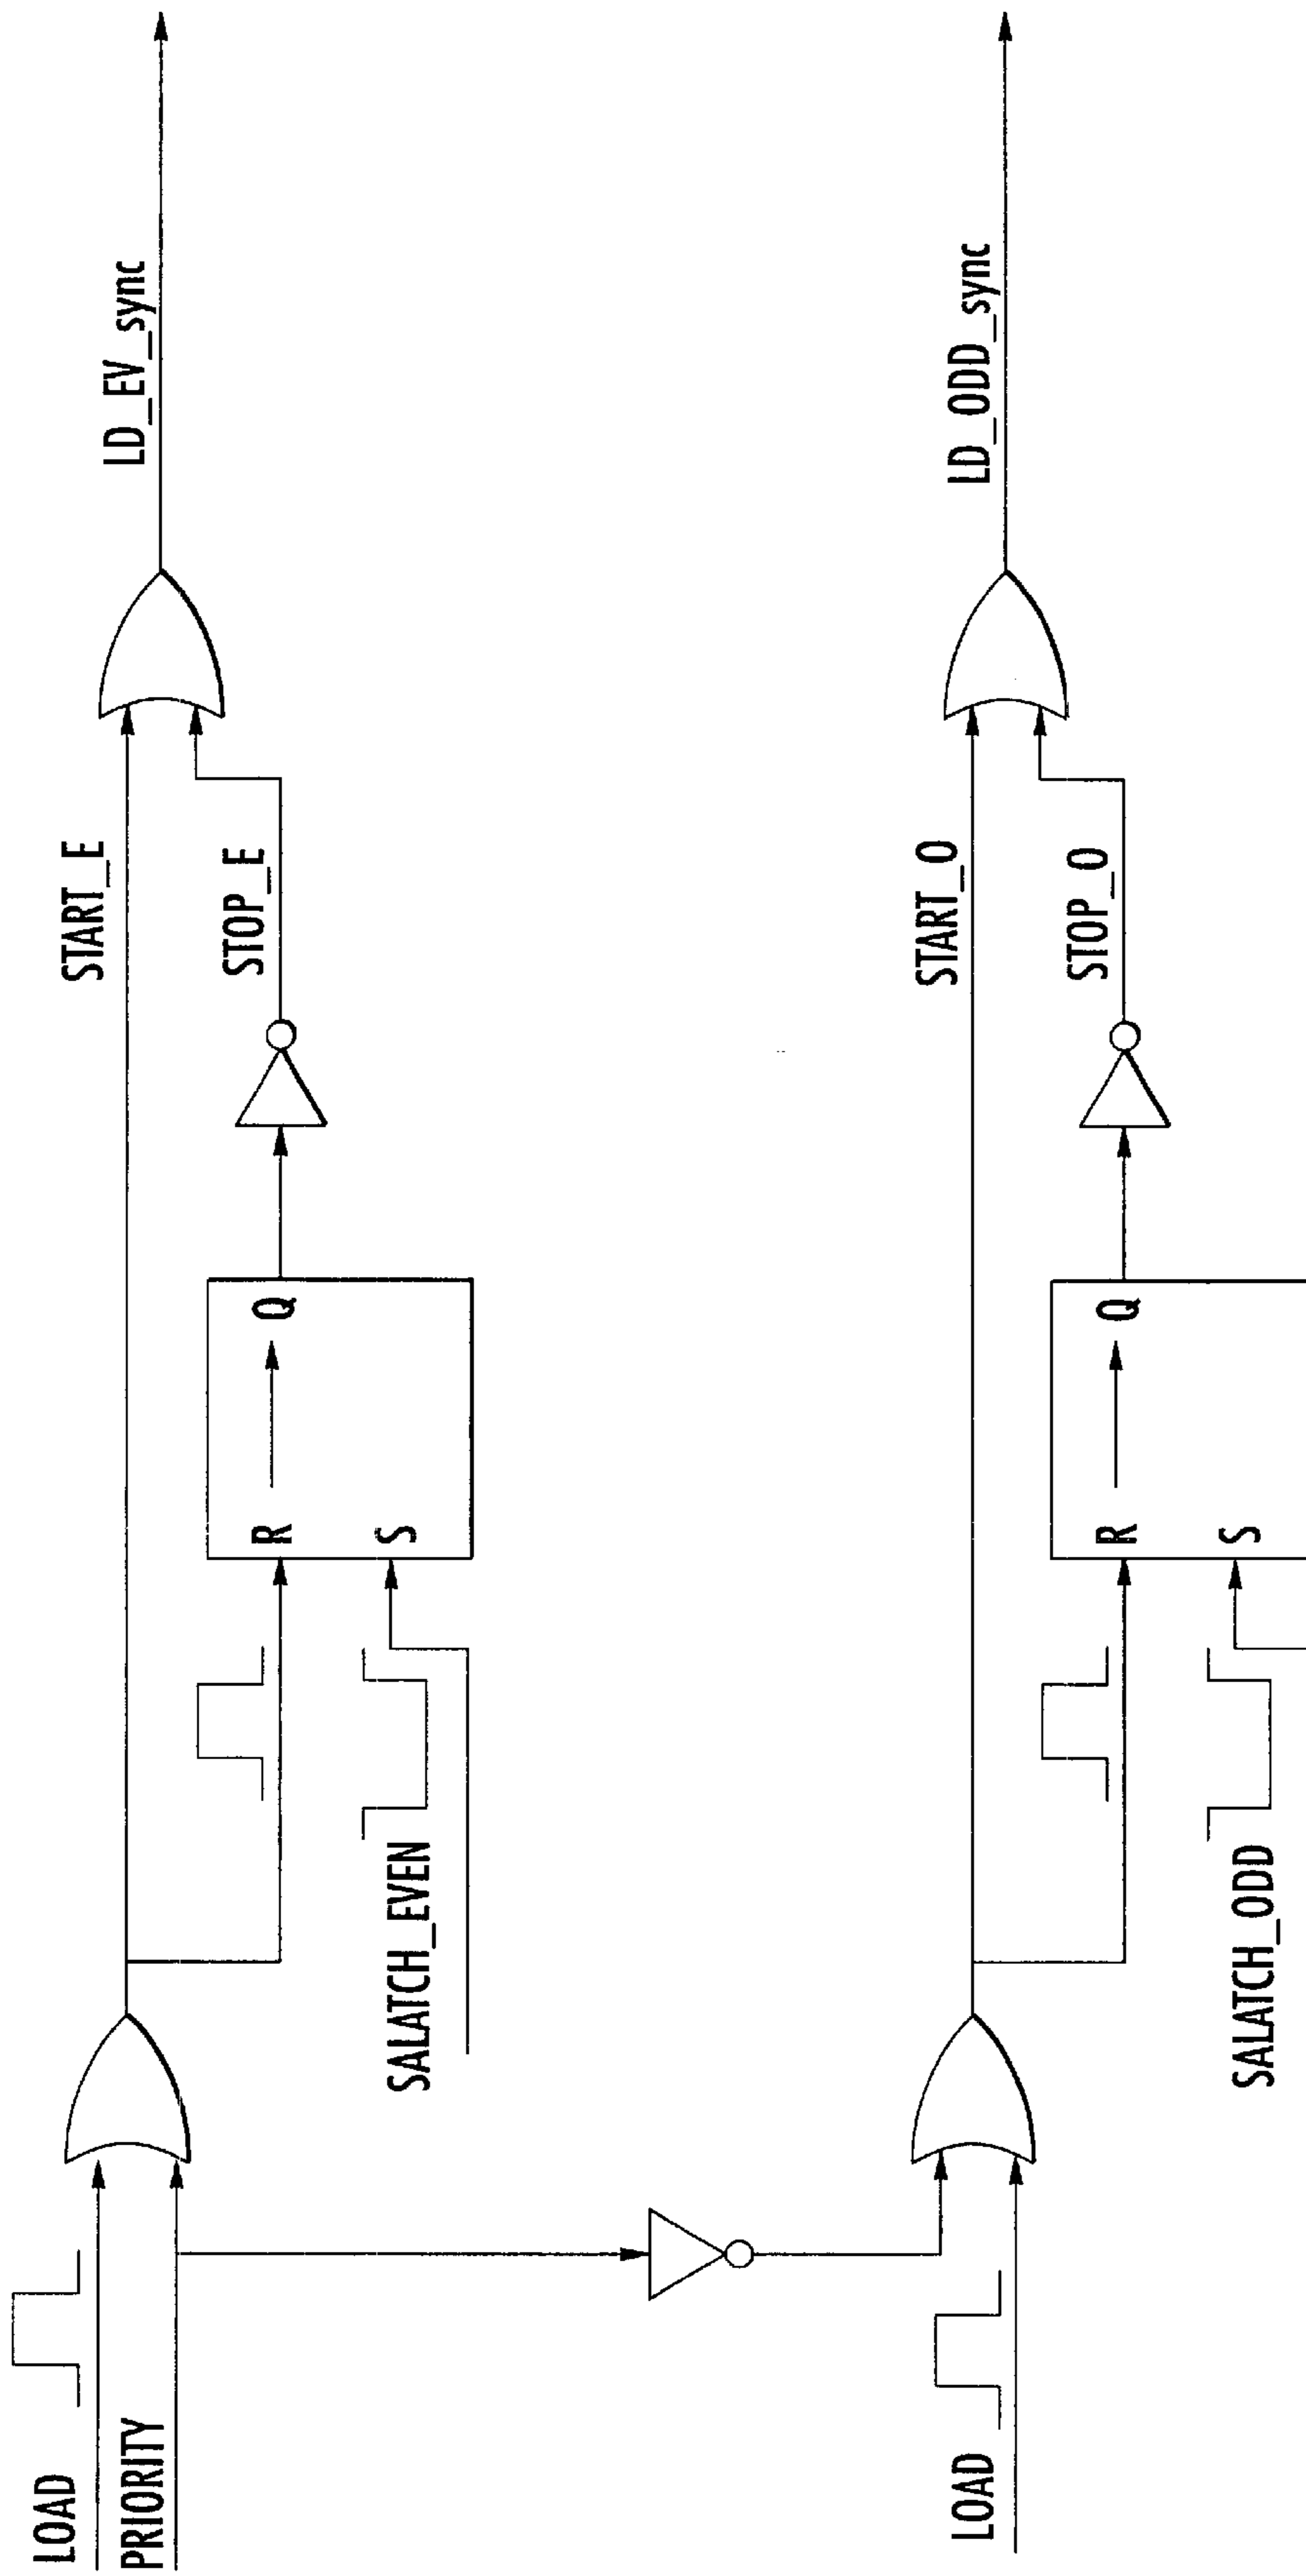 LOAD
PRIORITY
START_E
LD_EV_sync
STOP_E
R
Q
S
SALATCH_EVEN
LOAD
START_O
LD_ODD_sync
STOP_O
R
Q
S
SALATCH_ODD